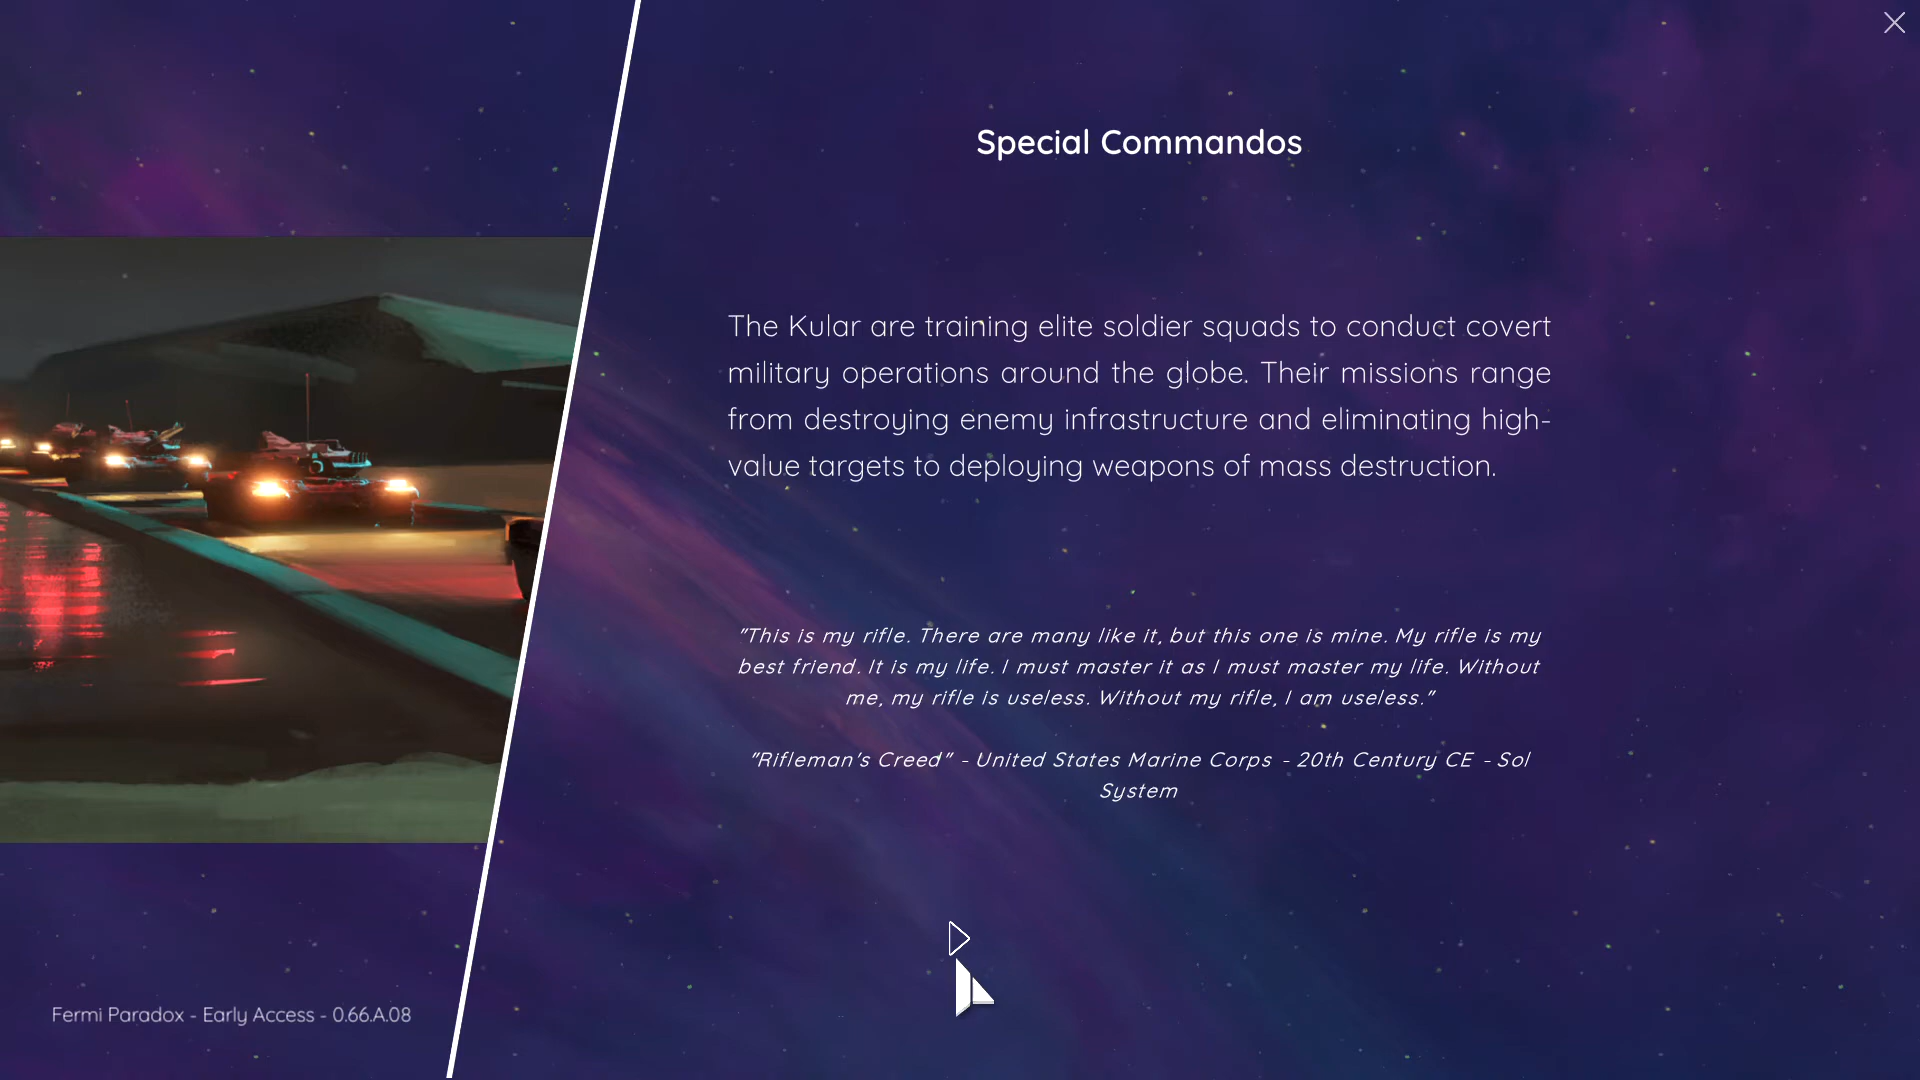 Special Commandos
The Kular are training elite soldier squads to conduct covert
military operations around the globe. Their missions range
from destroying enemy infrastructure and eliminating high-
value targets to deploying weapons of mass destruction.
"This is my rifle. There are many like it, but this one is mine. My rifle is my
best friend. It is my life. I must master it as I must master my life. Without
me, my rifle is useless. Without my rifle, I am useless."
"Rifleman's Creed" - United States Marine Corps - 20th Century CE - Sol
System
Fermi Paradox - Early Access - 0.66.A.08